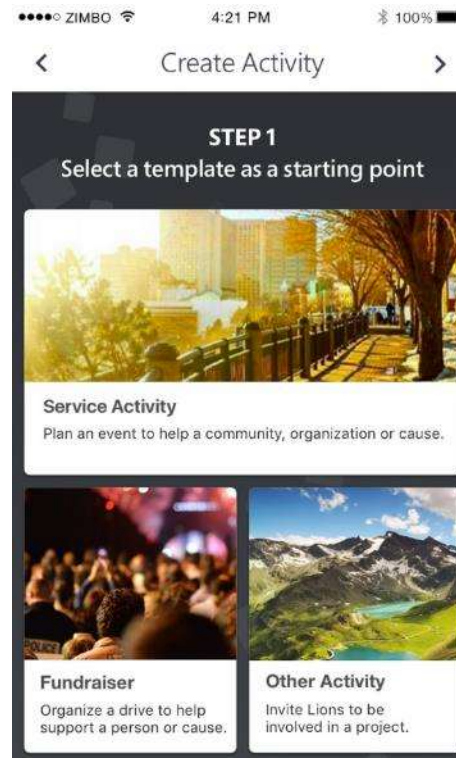 ZIMBO 4:21 PM 100%
Create Activity
STEP 1
Select a template as a starting point
Service Activity
Plan an event to help a community, organization or cause.
POLICE
Fundraiser
Organize a drive to help
support a person or cause.
Other Activity
Invite Lions to be
involved in a project.